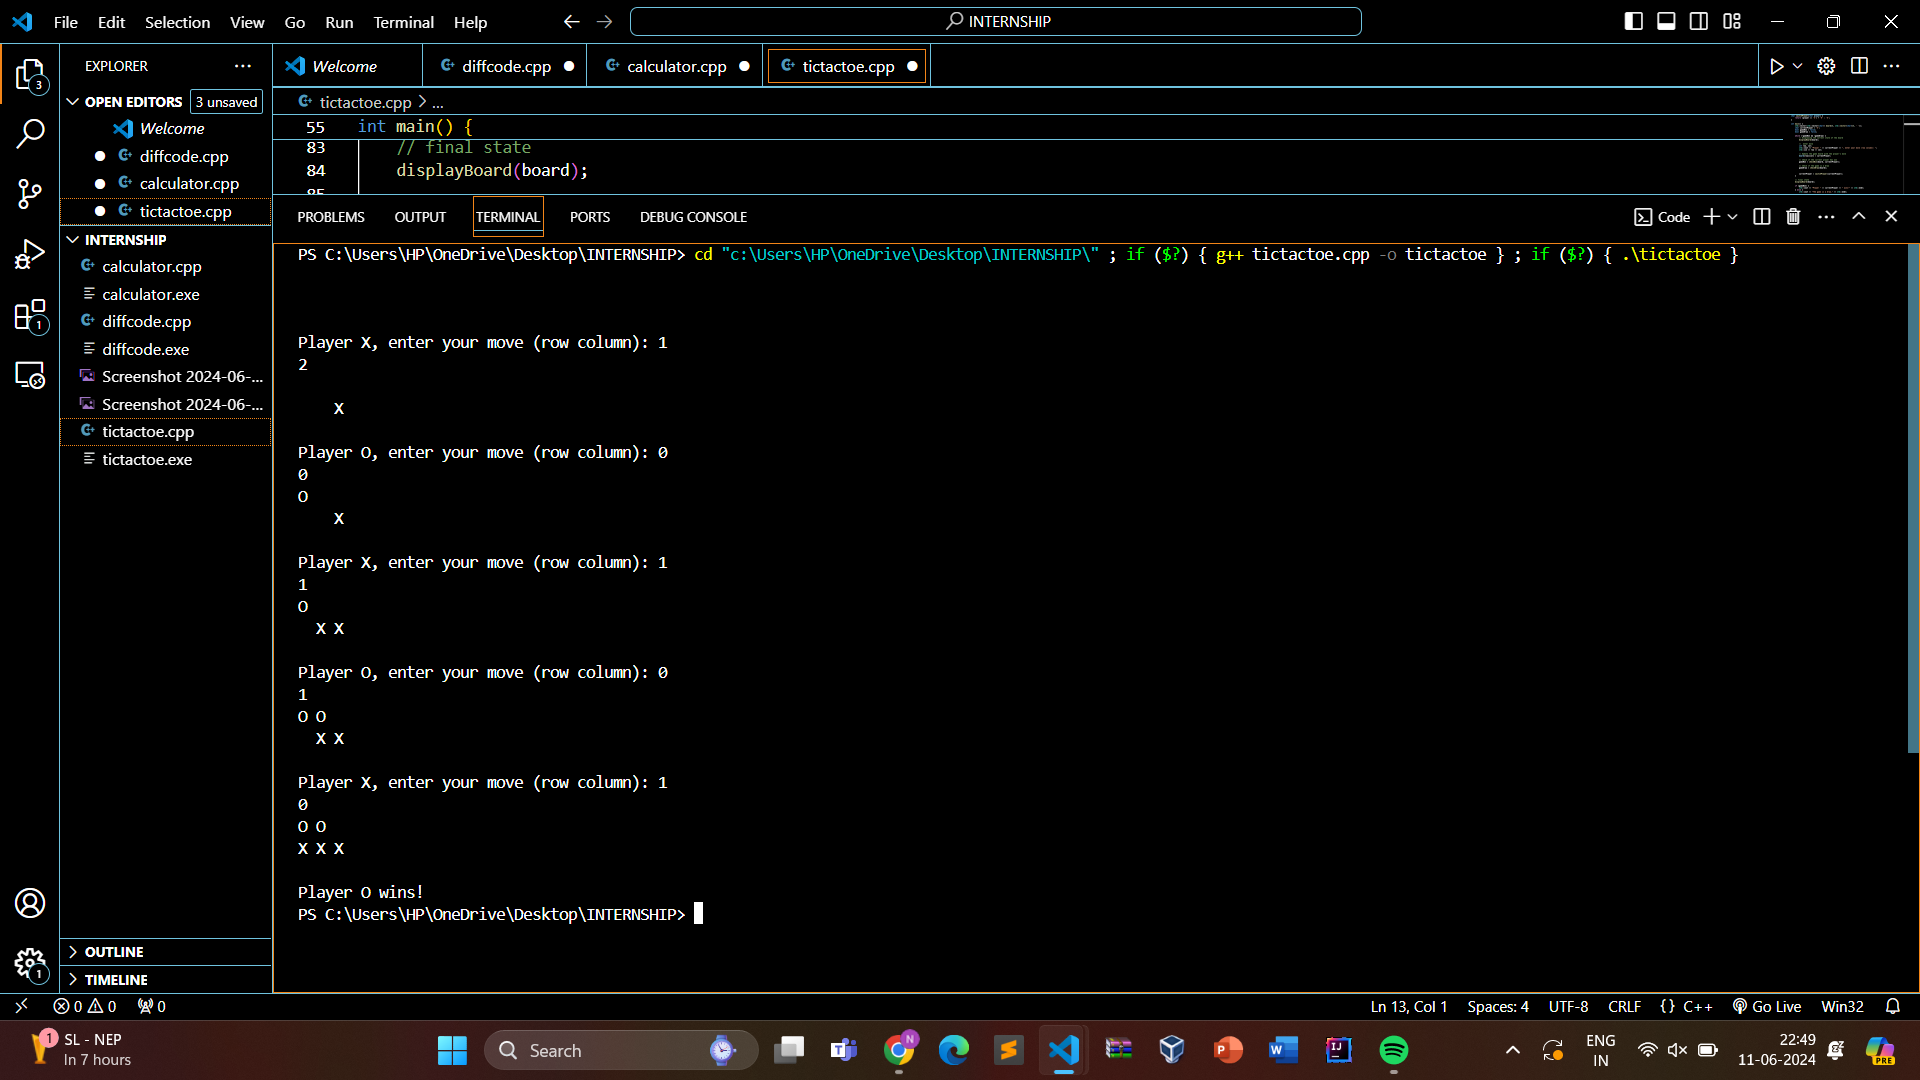 File Edit Selection View Go Run Terminal Help
INTERNSHIP
EXPLORER
Welcome
diffcode.cpp
calculator.cpp
tictactoe.cpp
3
OPEN EDITORS 3 unsaved
Welcome
diffcode.cpp
calculator.cpp
tictactoe.cpp
INTERNSHIP
calculator.cpp
calculator.exe
diffcode.cpp
diffcode.exe
Screenshot 2024-06-...
Screenshot 2024-06-...
tictactoe.cpp
tictactoe.exe
1
OUTLINE
TIMELINE
1
tictactoe.cpp > ...
55 int main() {
83 // final state
84 displayBoard(board);
85
PROBLEMS OUTPUT TERMINAL PORTS DEBUG CONSOLE
Code
PS C:\Users\HP\OneDrive\Desktop\INTERNSHIP> cd "c:\Users\HP\OneDrive\Desktop\INTERNSHIP\" ; if ($?) { g++ tictactoe.cpp -o tictactoe } ; if ($?) { .\tictactoe }
Player X, enter your move (row column): 1
2
X
Player O, enter your move (row column): 0
0
O
X
Player X, enter your move (row column): 1
1
O
X X
Player O, enter your move (row column): 0
1
O O
X X
Player X, enter your move (row column): 1
0
O O
X X X
Player O wins!
PS C:\Users\HP\OneDrive\Desktop\INTERNSHIP>
0 0 0
Ln 13, Col 1 Spaces: 4 UTF-8 CRLF {} C++ Go Live Win32
1
SL - NEP
In 7 hours
Search
N
ENG
IN
22:49
11-06-2024
PRE